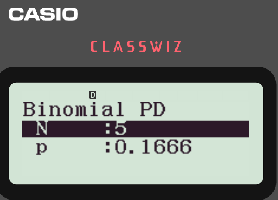 CASIO
CLASSWIZ
D
Binomial PD
N :5
p :0.1666